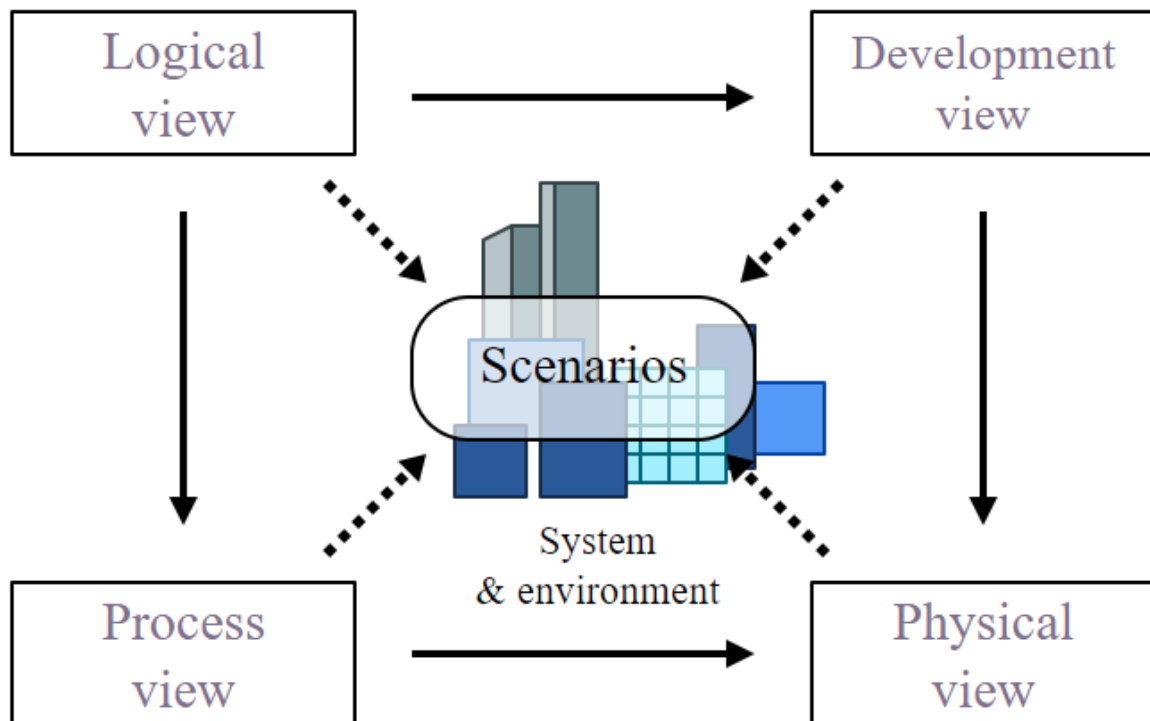 Logical
view
Development
view
Scenarios
System
& environment
Process
view
Physical
view